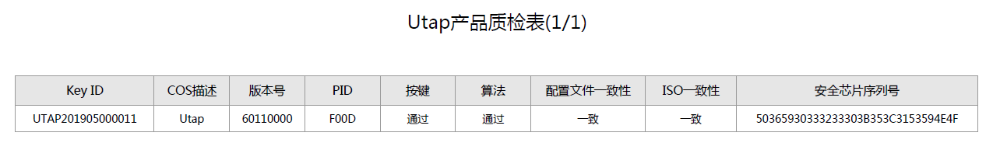 Utap产品质检表(1/1)
Key ID COS描述 版本号 PID 按键 算法 配置文件一致性 ISO一致性 安全芯片序列号
UTAP201905000011 Utap 60110000 F00D 通过 通过 一致 一致 50365930333233303B353C3153594E4F